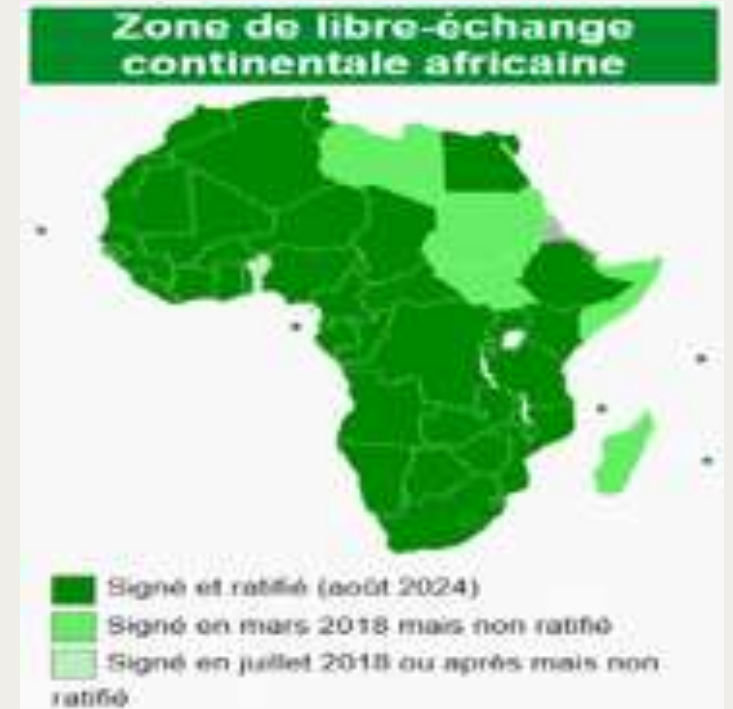 Zone de libre-échange
continentale africaine
Signé et ratifié (août 2024)
Signé en mars 2018 mais non ratifié
Signé en juillet 2018 ou après mais non
ratifié